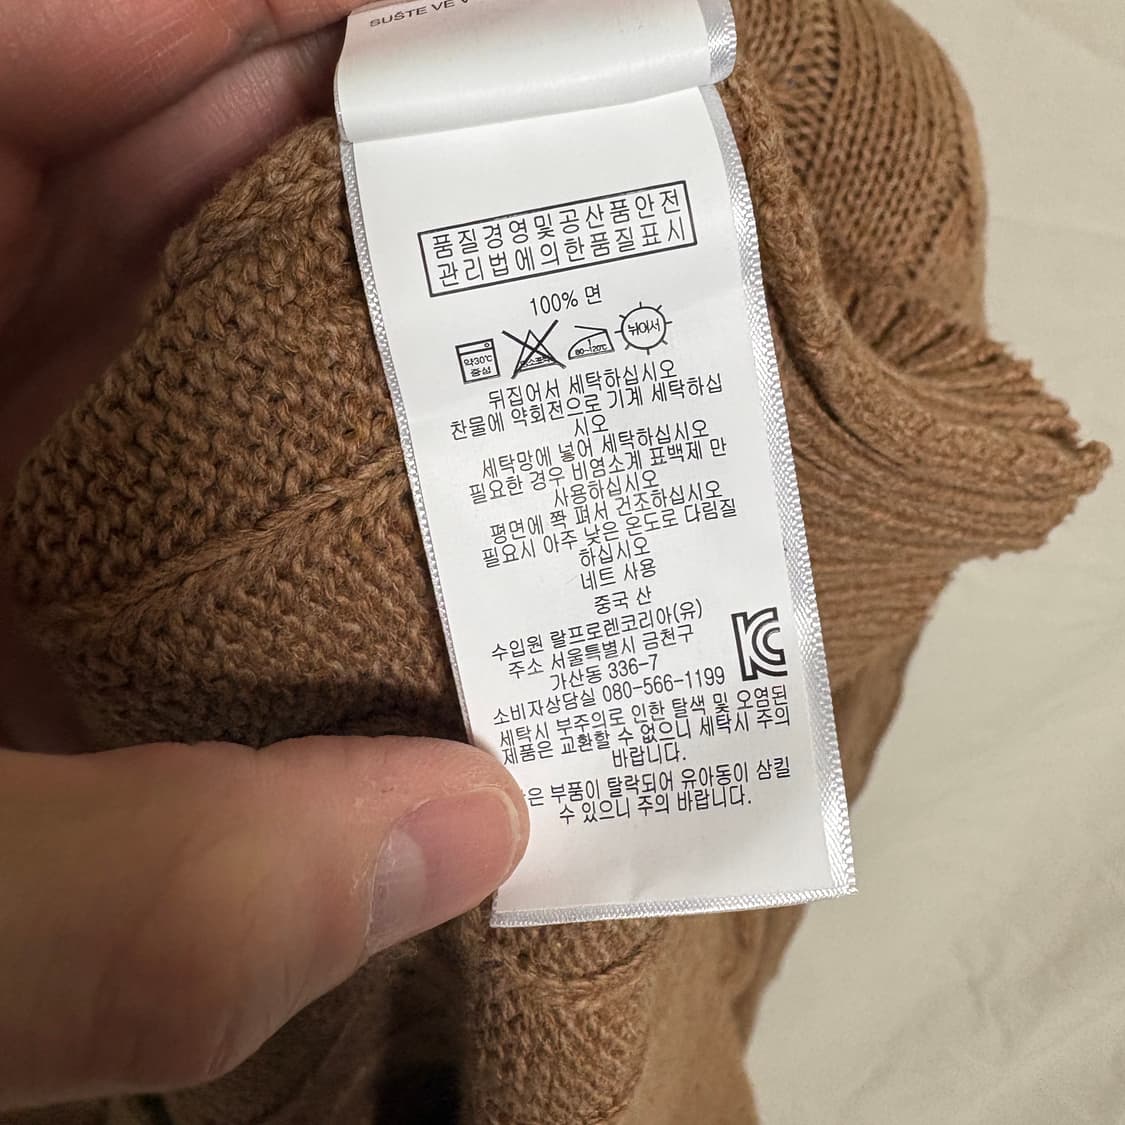 SUŠTE VE
품질경영및공산품안전
관리법에의한품질표시
100% 면
약30℃
중성
80~120℃
뉘어서
뒤집어서 세탁하십시오
찬물에 약회전으로 기계 세탁하십
시오
세탁망에 넣어 세탁하십시오
필요한 경우 비염소계 표백제 만
사용하십시오
평면에 쫙 펴서 건조하십시오
필요시 아주 낮은 온도로 다림질
하십시오
네트 사용
중국 산
수입원 랄프로렌코리아(유)
주소 서울특별시 금천구
가산동 336-7
소비자상담실 080-566-1199
세탁시 부주의로 인한 탈색 및 오염된
제품은 교환할 수 없으니 세탁시 주의
바랍니다.
부품이 탈락되어 유아동이 삼킬
수 있으니 주의 바랍니다.